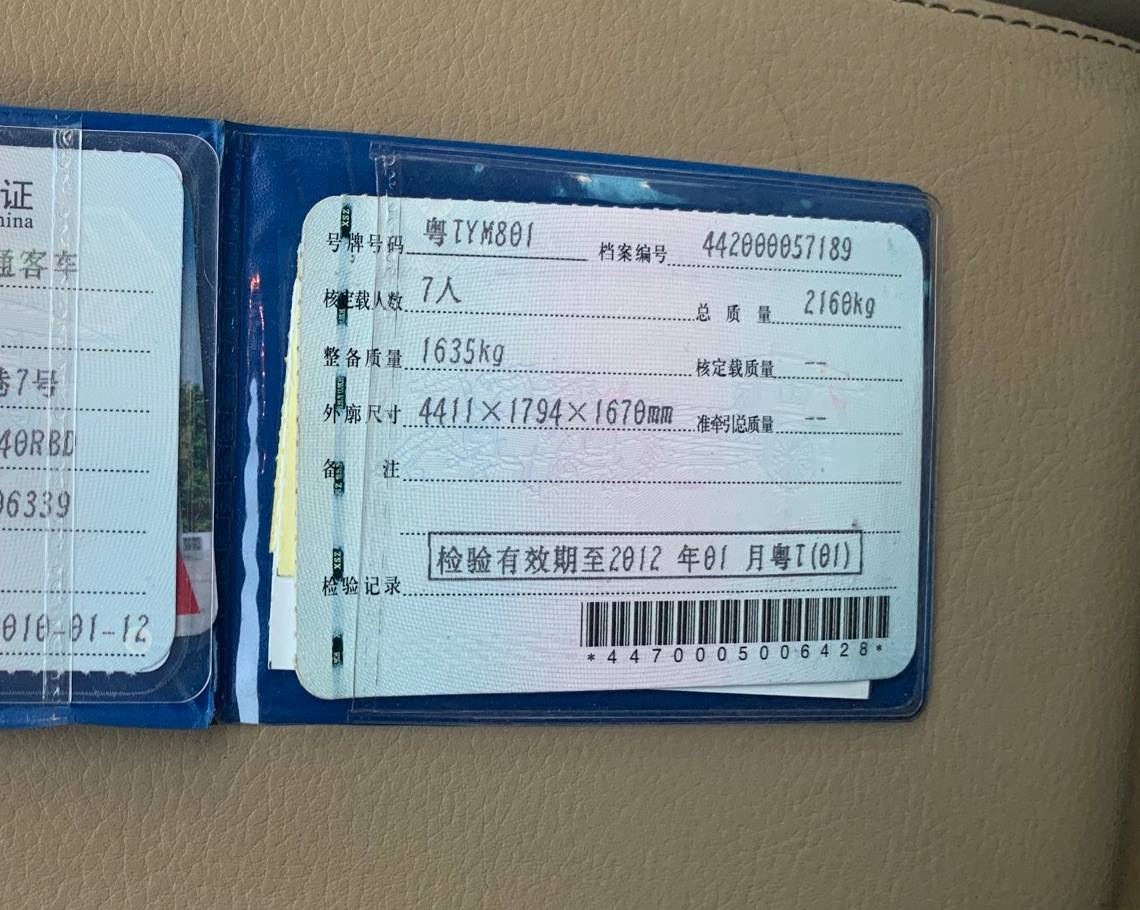 证
hina
通客车
巷7号
40RBD
96339
010-01-12
号牌号码 粤TYM801 档案编号 442000057189
核定载人数 7人 总质量 2160kg
整备质量 1635kg 核定载质量 --
外廓尺寸 4411×1794×1670mm 准牵引总质量 --
备注
检验有效期至2012 年01 月粤T(01)
检验记录
*4470005006428*